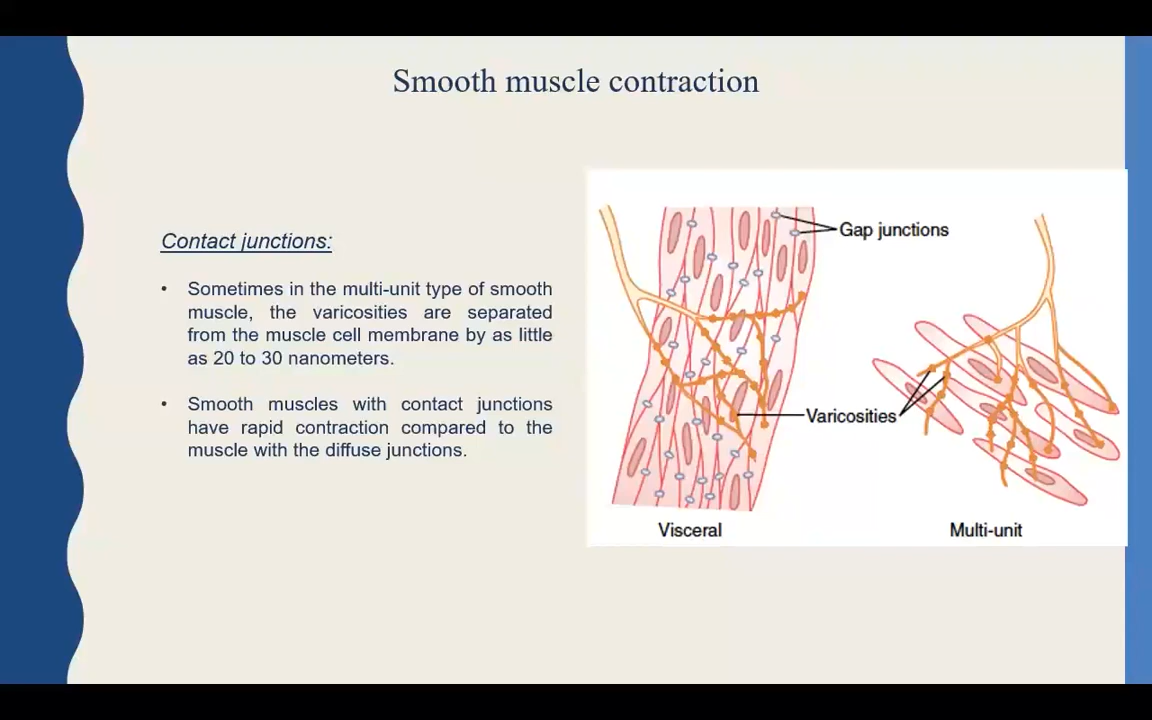 Smooth muscle contraction
Contact junctions:
• Sometimes in the multi-unit type of smooth
muscle, the varicosities are separated
from the muscle cell membrane by as little
as 20 to 30 nanometers.
• Smooth muscles with contact junctions
have rapid contraction compared to the
muscle with the diffuse junctions.
Gap junctions
Varicosities
Visceral
Multi-unit